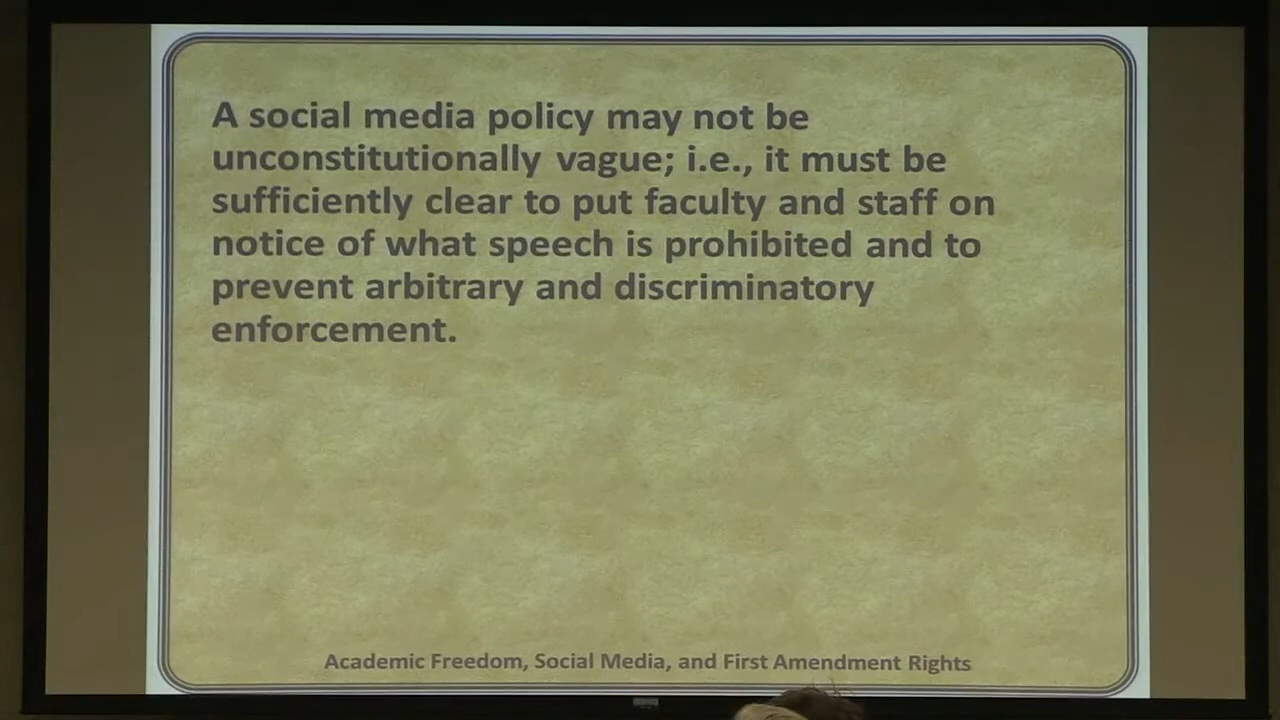 A social media policy may not be
unconstitutionally vague; i.e., it must be
sufficiently clear to put faculty and staff on
notice of what speech is prohibited and to
prevent arbitrary and discriminatory
enforcement.
Academic Freedom, Social Media, and First Amendment Rights